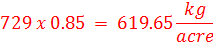 729 x 0.85 = 619.65 kg/acre